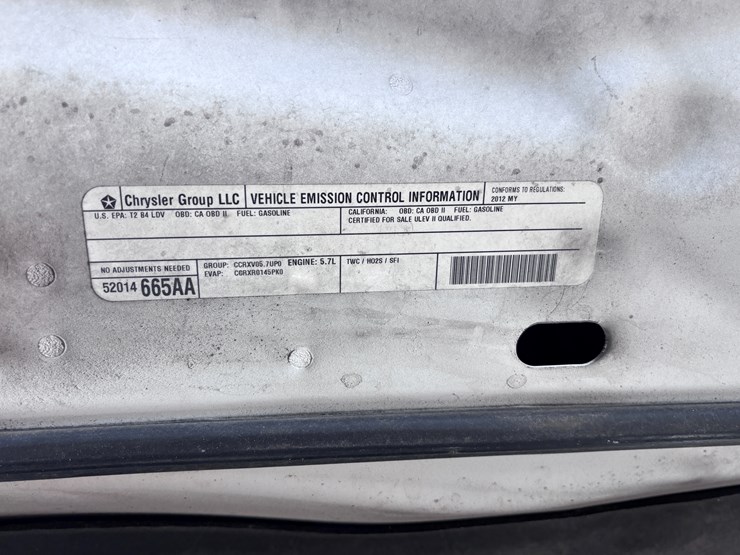 Chrysler Group LLC
VEHICLE EMISSION CONTROL INFORMATION
CONFORMS TO REGULATIONS:
2012 MY
U.S. EPA: T2 B4 LDV OBD: CA OBD II FUEL: GASOLINE
CALIFORNIA: OBD: CA OBD II FUEL: GASOLINE
CERTIFIED FOR SALE ULEV II QUALIFIED.
NO ADJUSTMENTS NEEDED
52014 665AA
GROUP: CCRXV05.7UP0 ENGINE: 5.7L
EVAP: CGRXR0145PK0
TWC / HO2S / SFI